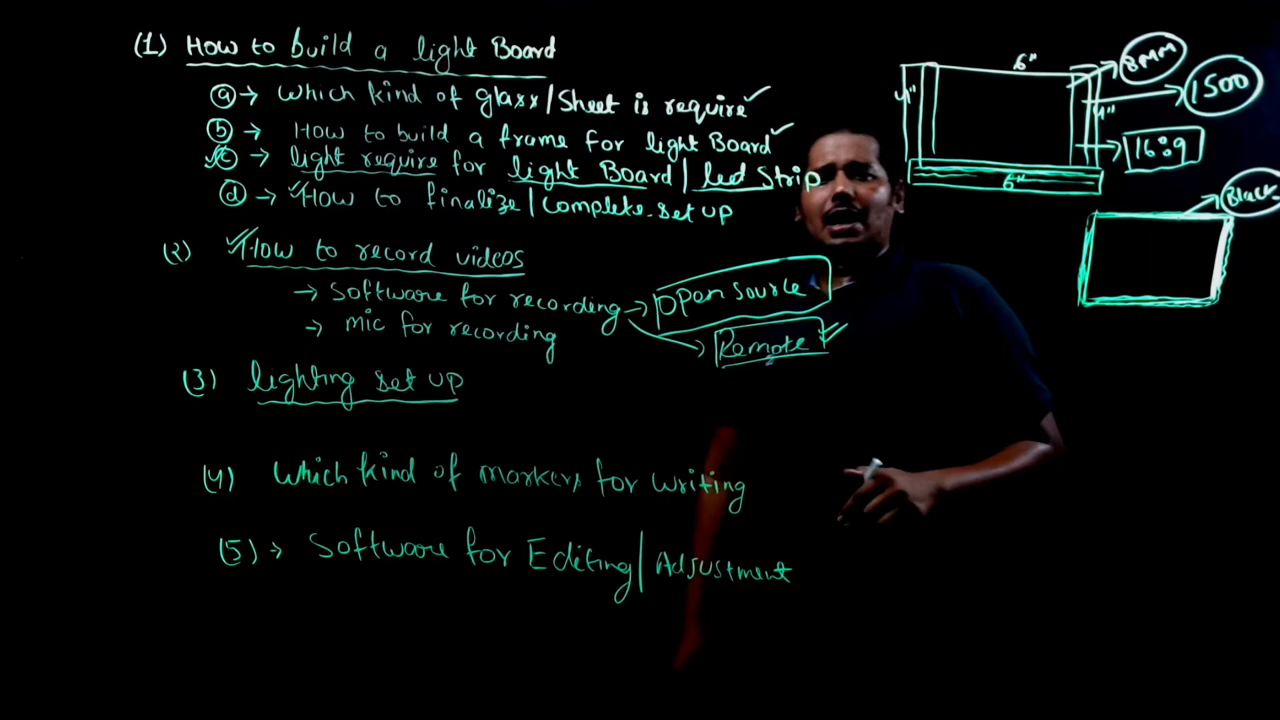 (1) How to build a light Board
(a) → which kind of glass/sheet is require ✓
(b) → How to build a frame for light Board ✓
(c) → light require for light Board/led Strip
(d) → ✓How to finalize/complete set up
(2) How to record videos
→ Software for recording → Open Source
→ Remote
→ mic for recording
(3) lighting set up
(4) which kind of markers for writing
(5) → Software for Editing/Adjustment
6"
8MM
4"
4"
1500
16:9
6"
Black